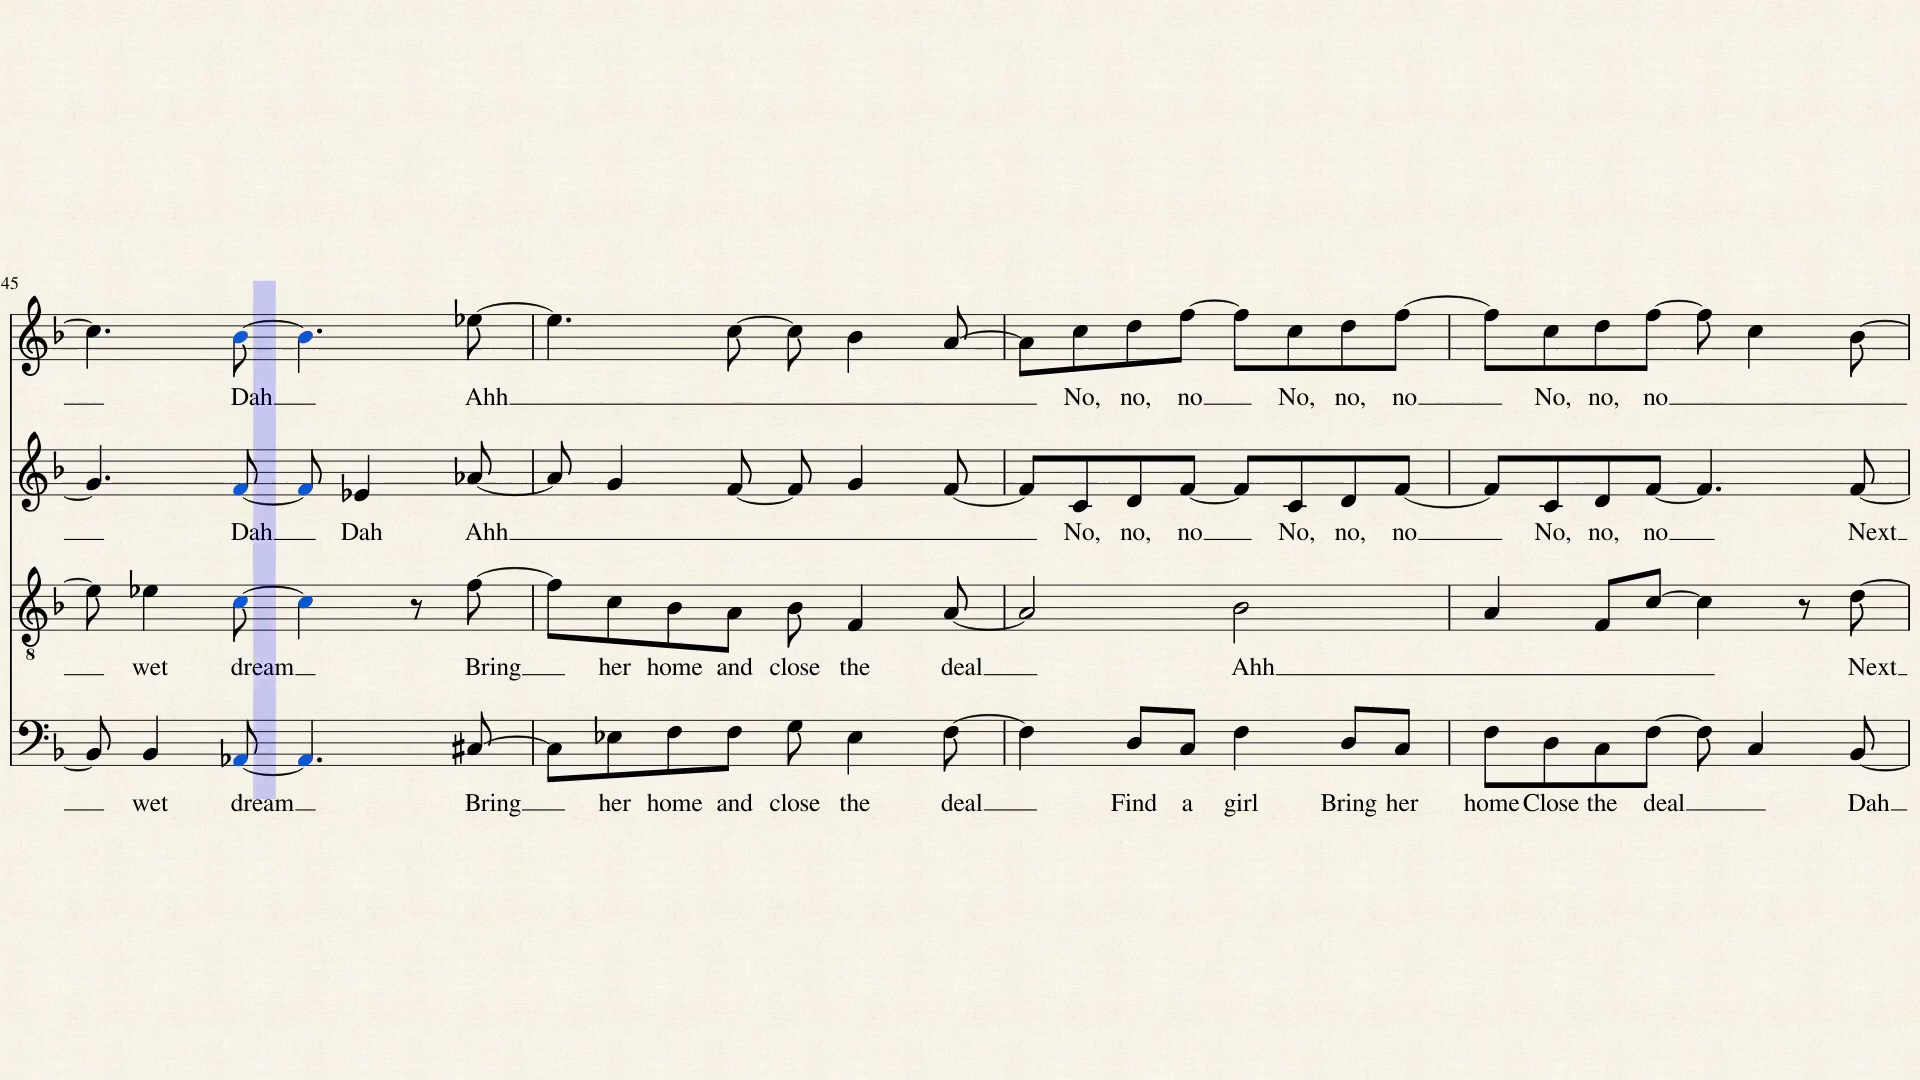 45
Dah Ahh No, no, no No, no, no No, no, no
Dah Dah Ahh No, no, no No, no, no No, no, no Next
8
wet dream Bring her home and close the deal Ahh Next
wet dream Bring her home and close the deal Find a girl Bring her home Close the deal Dah